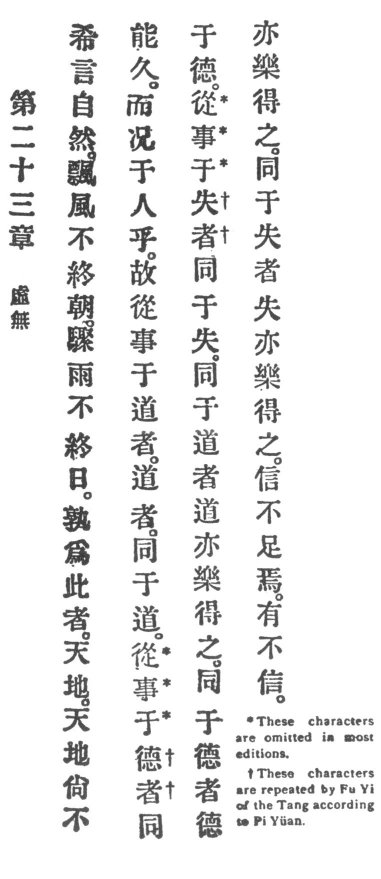 第二十三章 虛無
希言自然。飄風不終朝。驟雨不終日。孰爲此者。天地。天地尙不
能久。而況于人乎。故從事于道者。道者。同于道。從*事*于*德†者†同
于德。從*事*于*失†者†同于失。同于道者道亦樂得之。同于德者德
亦樂得之。同于失者失亦樂得之。信不足焉。有不信。
* These characters
are omitted in most
editions.
† These characters
are repeated by Fu Yi
of the Tang according
to Pi Yüan.